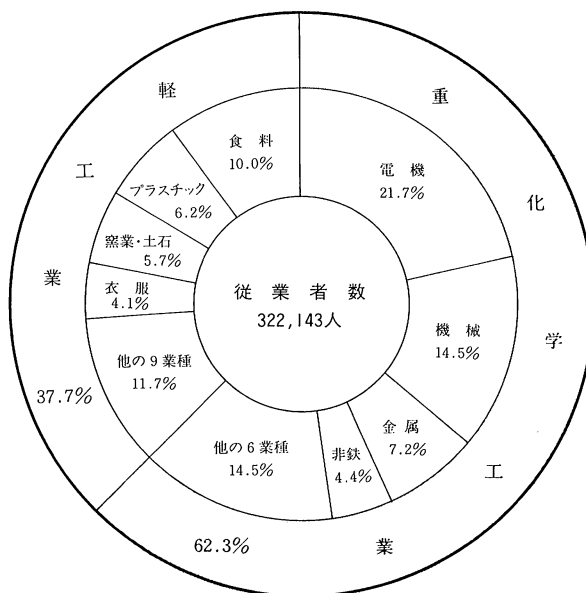 重化学工業
62.3%
軽工業
37.7%
電機
21.7%
機械
14.5%
金属
7.2%
非鉄
4.4%
他の6業種
14.5%
他の9業種
11.7%
衣服
4.1%
窯業・土石
5.7%
プラスチック
6.2%
食料
10.0%
従業者数
322,143人